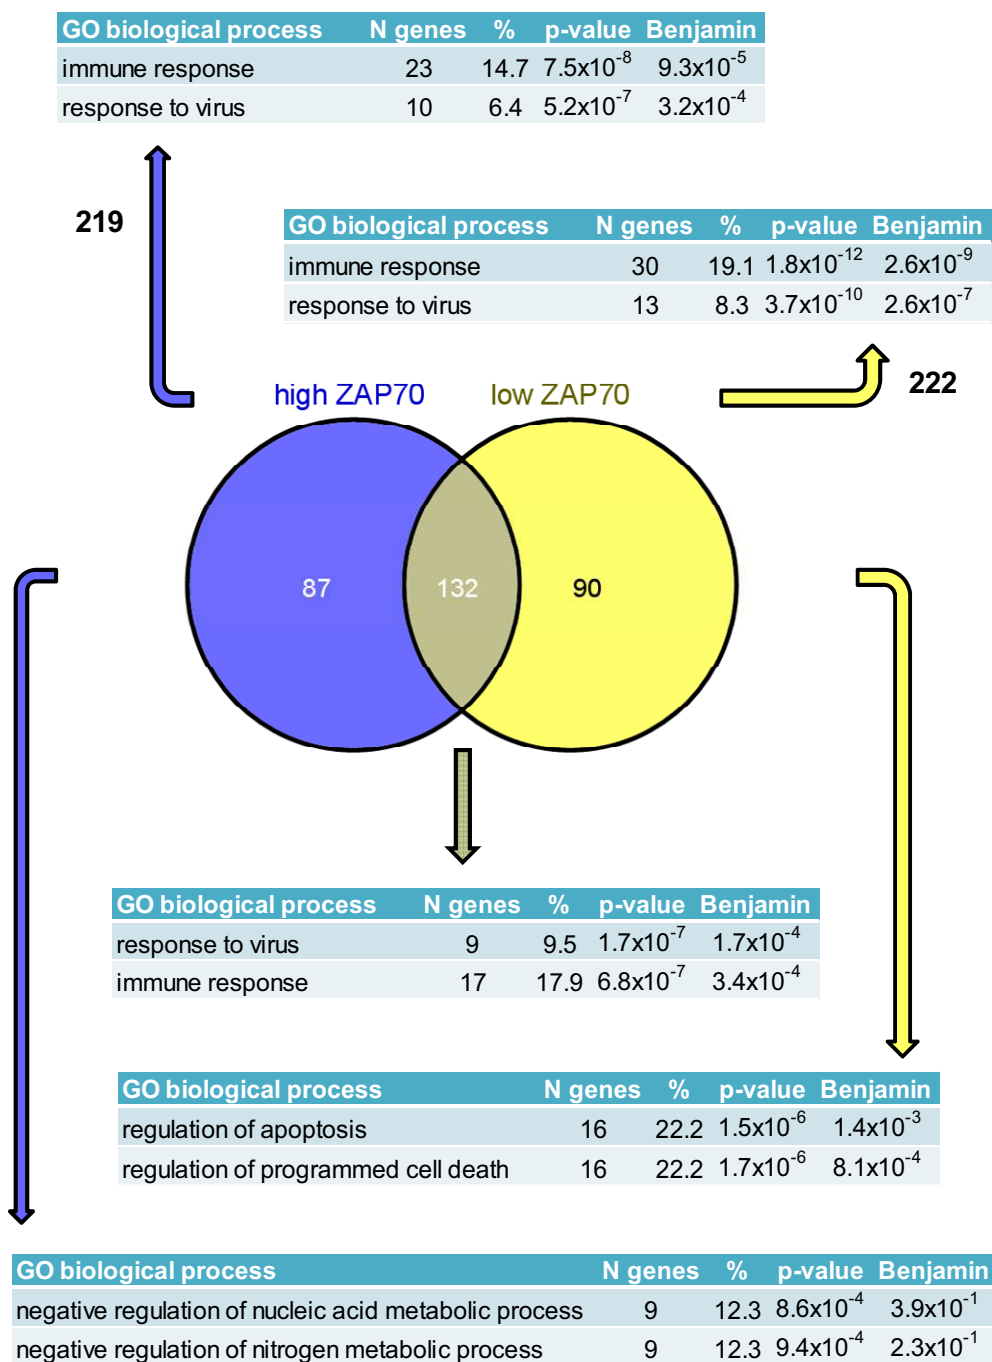 GO biological process N genes % p-value Benjamin
immune response 23 14.7 7.5x10^-8 9.3x10^-5
response to virus 10 6.4 5.2x10^-7 3.2x10^-4
219
GO biological process N genes % p-value Benjamin
immune response 30 19.1 1.8x10^-12 2.6x10^-9
response to virus 13 8.3 3.7x10^-10 2.6x10^-7
222
high ZAP70 low ZAP70
87 132 90
GO biological process N genes % p-value Benjamin
response to virus 9 9.5 1.7x10^-7 1.7x10^-4
immune response 17 17.9 6.8x10^-7 3.4x10^-4
GO biological process N genes % p-value Benjamin
regulation of apoptosis 16 22.2 1.5x10^-6 1.4x10^-3
regulation of programmed cell death 16 22.2 1.7x10^-6 8.1x10^-4
GO biological process N genes % p-value Benjamin
negative regulation of nucleic acid metabolic process 9 12.3 8.6x10^-4 3.9x10^-1
negative regulation of nitrogen metabolic process 9 12.3 9.4x10^-4 2.3x10^-1